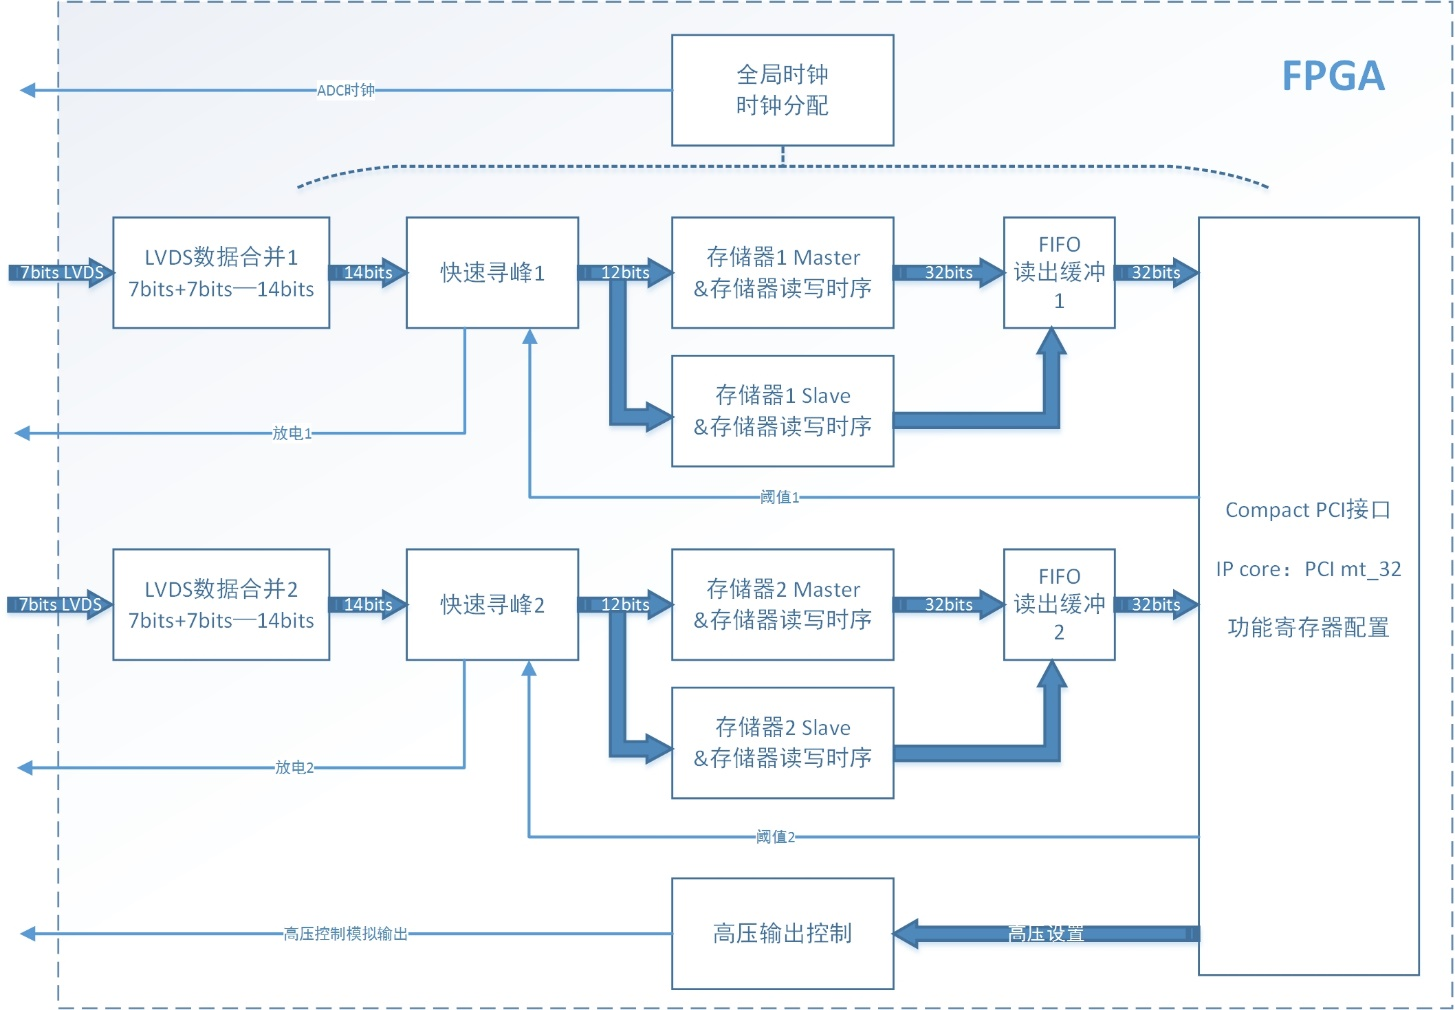 全局时钟
时钟分配
FPGA
ADC时钟
7bits LVDS
LVDS数据合并1
7bits+7bits—14bits
14bits
快速寻峰1
12bits
存储器1 Master
&存储器读写时序
32bits
FIFO
读出缓冲
1
32bits
存储器1 Slave
&存储器读写时序
放电1
阈值1
Compact PCI接口
IP core：PCI mt_32
功能寄存器配置
7bits LVDS
LVDS数据合并2
7bits+7bits—14bits
14bits
快速寻峰2
12bits
存储器2 Master
&存储器读写时序
32bits
FIFO
读出缓冲
2
32bits
存储器2 Slave
&存储器读写时序
放电2
阈值2
高压控制模拟输出
高压输出控制
高压设置